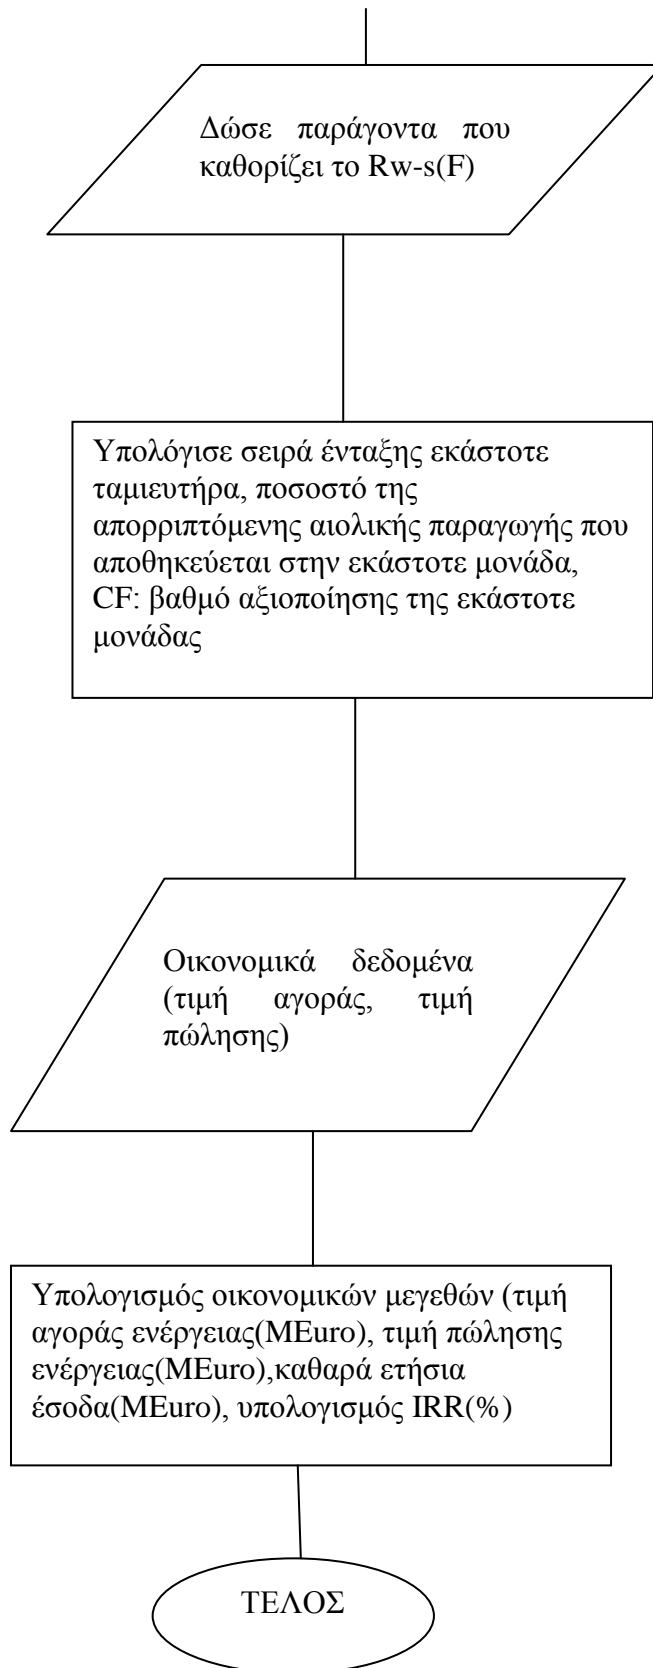 Δώσε παράγοντα που
καθορίζει το Rw-s(F)
Υπολόγισε σειρά ένταξης εκάστοτε
ταμιευτήρα, ποσοστό της
απορριπτόμενης αιολικής παραγωγής που
αποθηκεύεται στην εκάστοτε μονάδα,
CF: βαθμό αξιοποίησης της εκάστοτε
μονάδας
Οικονομικά δεδομένα
(τιμή αγοράς, τιμή
πώλησης)
Υπολογισμός οικονομικών μεγεθών (τιμή
αγοράς ενέργειας(MEuro), τιμή πώλησης
ενέργειας(MEuro),καθαρά ετήσια
έσοδα(MEuro), υπολογισμός IRR(%)
ΤΕΛΟΣ